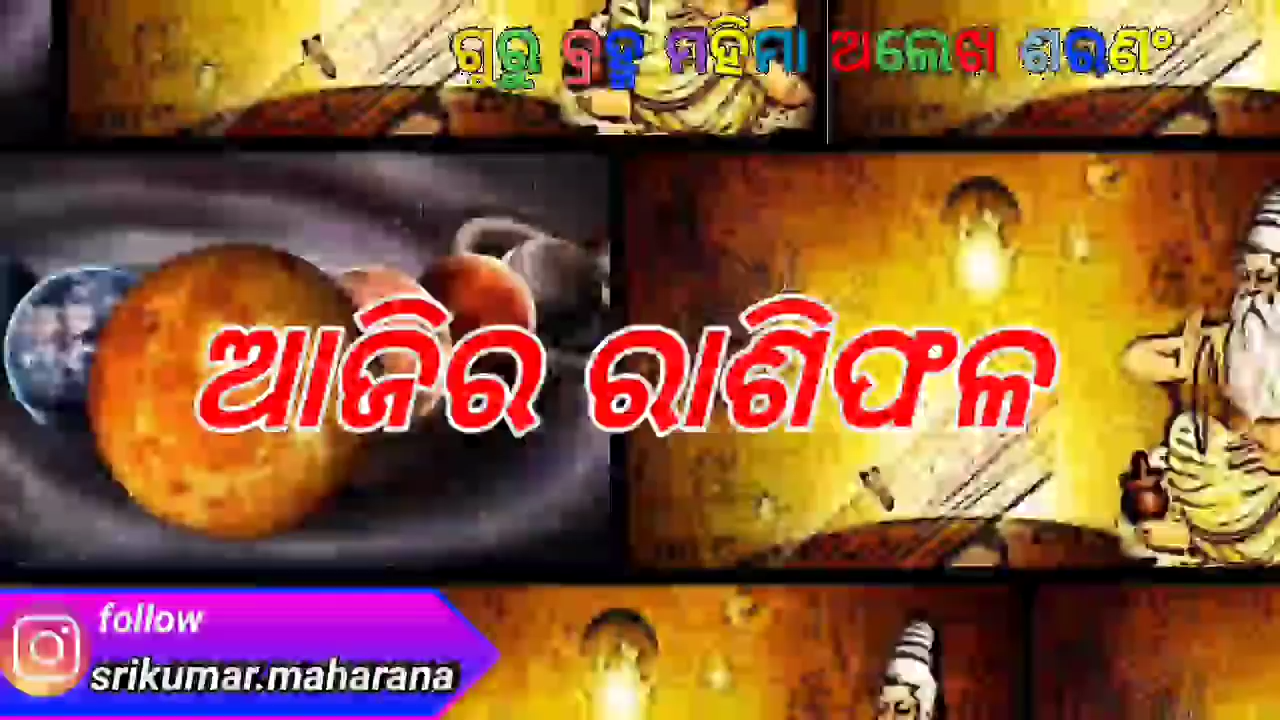 ଗୁରୁ ବ୍ରହ୍ମ ମହିମା ଅଲେଖ ଶରଣଂ
ଆଜିର ରାଶିଫଳ
follow
srikumar.maharana